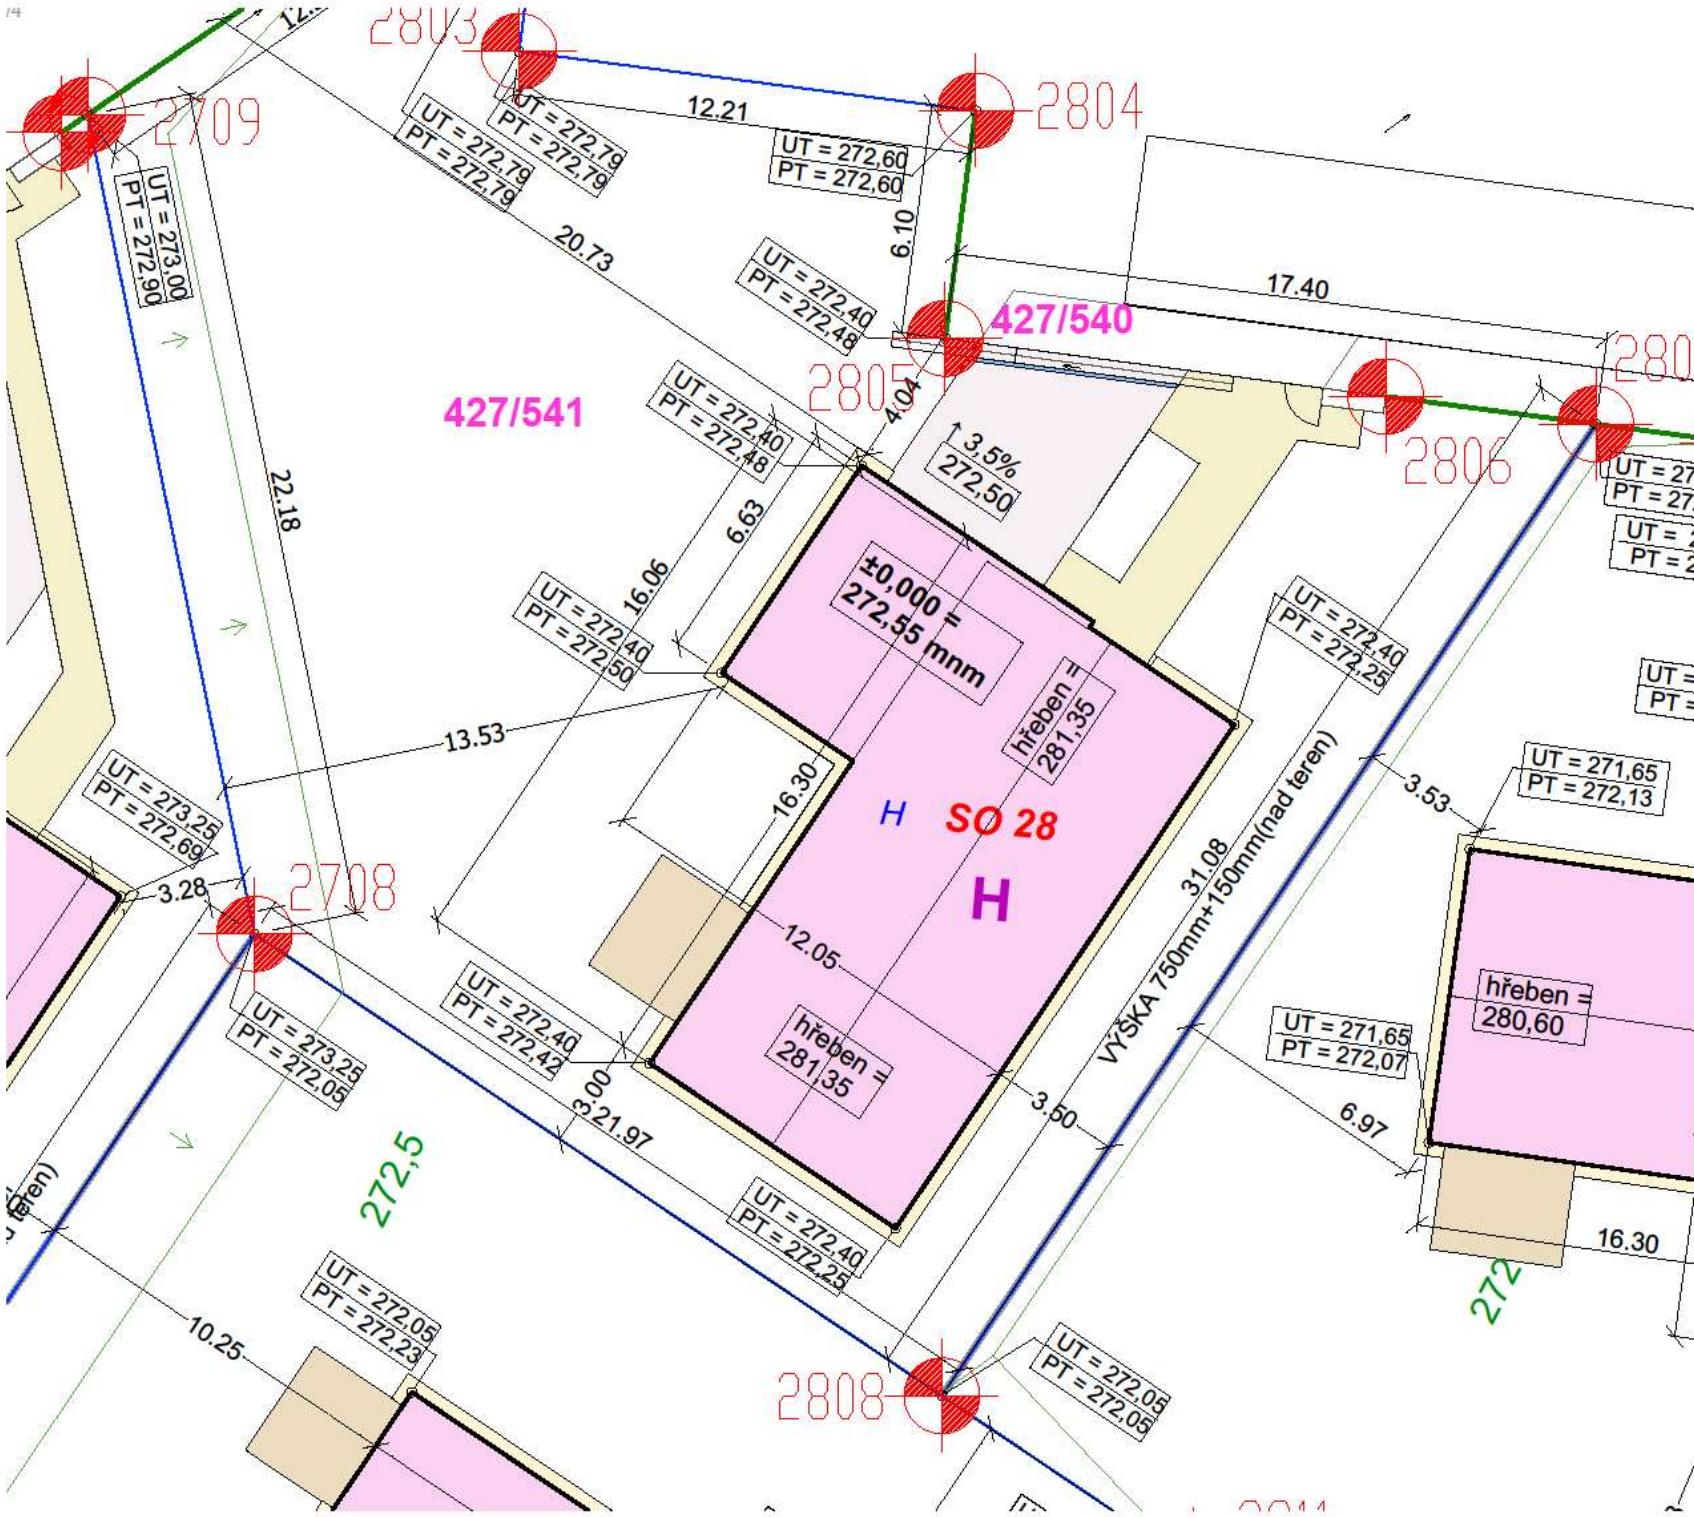 2803
2709
2804
12.21
UT = 272,79
PT = 272,79
UT = 272,79
PT = 272,79
UT = 272,60
PT = 272,60
UT = 273,00
PT = 272,90
6.10
20.73
UT = 272,40
PT = 272,48
17.40
427/540
2805
4.04
UT = 272,40
PT = 272,48
427/541
↑ 3,5%
272,50
2806
22.18
6.63
16.06
±0,000 =
272,55 mnm
UT = 272,40
PT = 272,50
UT = 272,40
PT = 272,25
hřeben =
281,35
13.53
16.30
H
SO 28
H
UT = 273,25
PT = 272,69
3.28
2708
3.53
UT = 271,65
PT = 272,13
31.08
VÝŠKA 750mm+150mm(nad teren)
12.05
UT = 272,40
PT = 272,42
hřeben =
281,35
hřeben =
280,60
UT = 273,25
PT = 272,05
UT = 271,65
PT = 272,07
3.00
21.97
3.50
6.97
272,5
teren)
UT = 272,40
PT = 272,25
16.30
272
UT = 272,05
PT = 272,23
10.25
2808
UT = 272,05
PT = 272,05